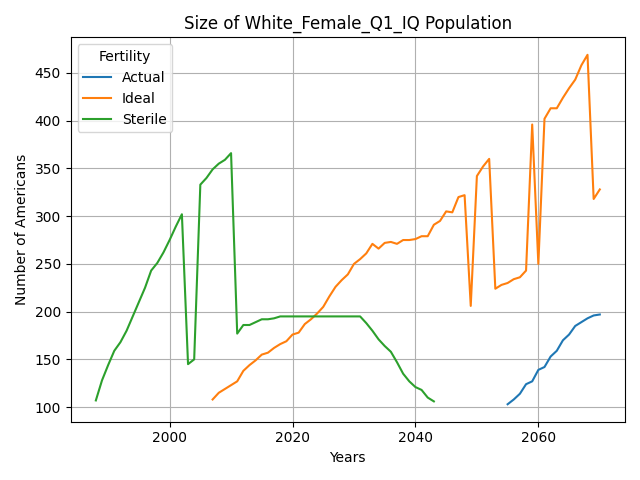 Size of White_Female_Q1_IQ Population
Fertility
Actual
Ideal
Sterile
Number of Americans
450
400
350
300
250
200
150
100
2000
2020
2040
2060
Years